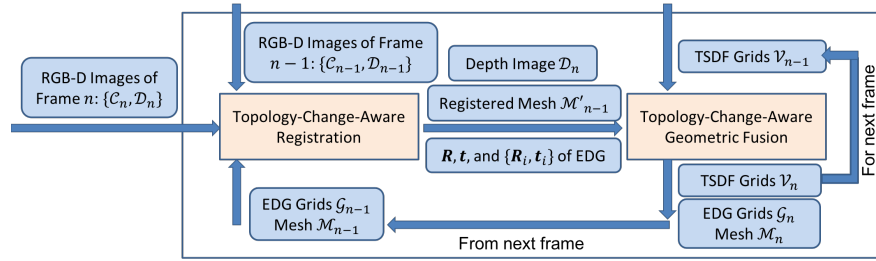 RGB-D Images of
Frame n: {𝒞ₙ, 𝒟ₙ}
RGB-D Images of Frame
n − 1: {𝒞ₙ₋₁, 𝒟ₙ₋₁}
Topology-Change-Aware
Registration
EDG Grids 𝒢ₙ₋₁
Mesh ℳₙ₋₁
Depth Image 𝒟ₙ
Registered Mesh ℳ′ₙ₋₁
R, t, and {Rᵢ, tᵢ} of EDG
TSDF Grids 𝒱ₙ₋₁
Topology-Change-Aware
Geometric Fusion
TSDF Grids 𝒱ₙ
EDG Grids 𝒢ₙ
Mesh ℳₙ
From next frame
For next frame